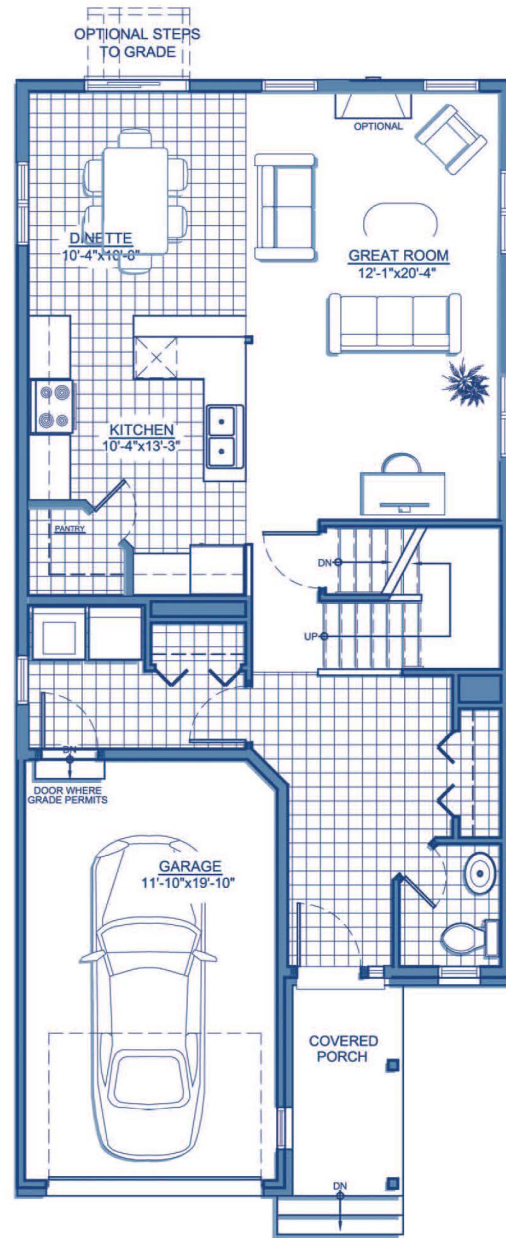 OPTIONAL STEPS
TO GRADE
OPTIONAL
DINETTE
10'-4"x10'-6"
GREAT ROOM
12'-1"x20'-4"
KITCHEN
10'-4"x13'-3"
PANTRY
DN
UP
DN
DOOR WHERE
GRADE PERMITS
GARAGE
11'-10"x19'-10"
COVERED
PORCH
DN